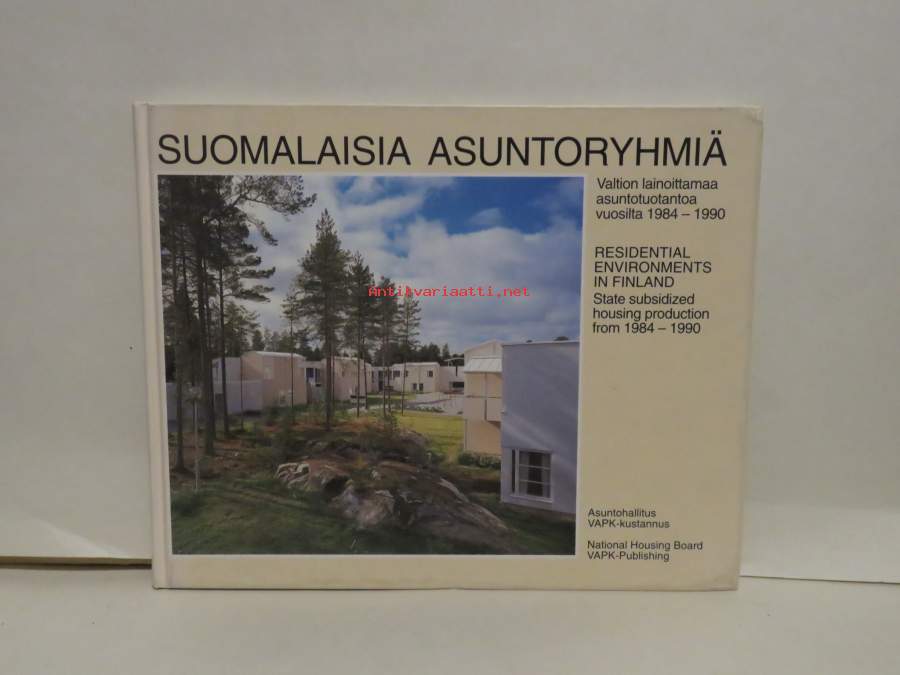 SUOMALAISIA ASUNTORYHMIÄ
Valtion lainoittamaa
asuntotuotantoa
vuosilta 1984 – 1990
RESIDENTIAL
ENVIRONMENTS
IN FINLAND
State subsidized
housing production
from 1984 – 1990
antikvariaatti.net
Asuntohallitus
VAPK-kustannus
National Housing Board
VAPK-Publishing